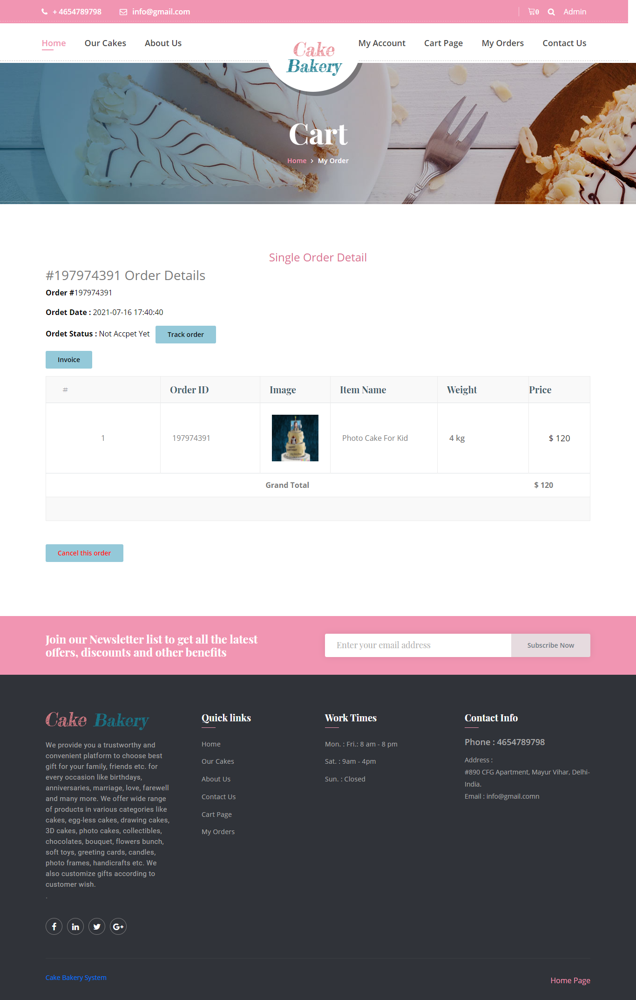 + 4654789798
info@gmail.com
0
Admin
Home
Our Cakes
About Us
Cake
Bakery
My Account
Cart Page
My Orders
Contact Us
Cart
Home
My Order
Single Order Detail
#197974391 Order Details
Order #197974391
Ordet Date : 2021-07-16 17:40:40
Ordet Status : Not Accpet Yet
Track order
Invoice
# Order ID Image Item Name Weight Price
1 197974391 Photo Cake For Kid 4 kg $ 120
Grand Total $ 120
Cancel this order
Join our Newsletter list to get all the latest
offers, discounts and other benefits
Enter your email address
Subscribe Now
Cake Bakery
We provide you a trustworthy and
convenient platform to choose best
gift for your family, friends etc. for
every occasion like birthdays,
anniversaries, marriage, love, farewell
and many more. We offer wide range
of products in various categories like
cakes, egg-less cakes, drawing cakes,
3D cakes, photo cakes, collectibles,
chocolates, bouquet, flowers bunch,
soft toys, greeting cards, candles,
photo frames, handicrafts etc. We
also customize gifts according to
customer wish.
.
Quick links
Home
Our Cakes
About Us
Contact Us
Cart Page
My Orders
Work Times
Mon. : Fri.: 8 am - 8 pm
Sat. : 9am - 4pm
Sun. : Closed
Contact Info
Phone : 4654789798
Address :
#890 CFG Apartment, Mayur Vihar, Delhi-
India.
Email : info@gmail.comn
Cake Bakery System
Home Page